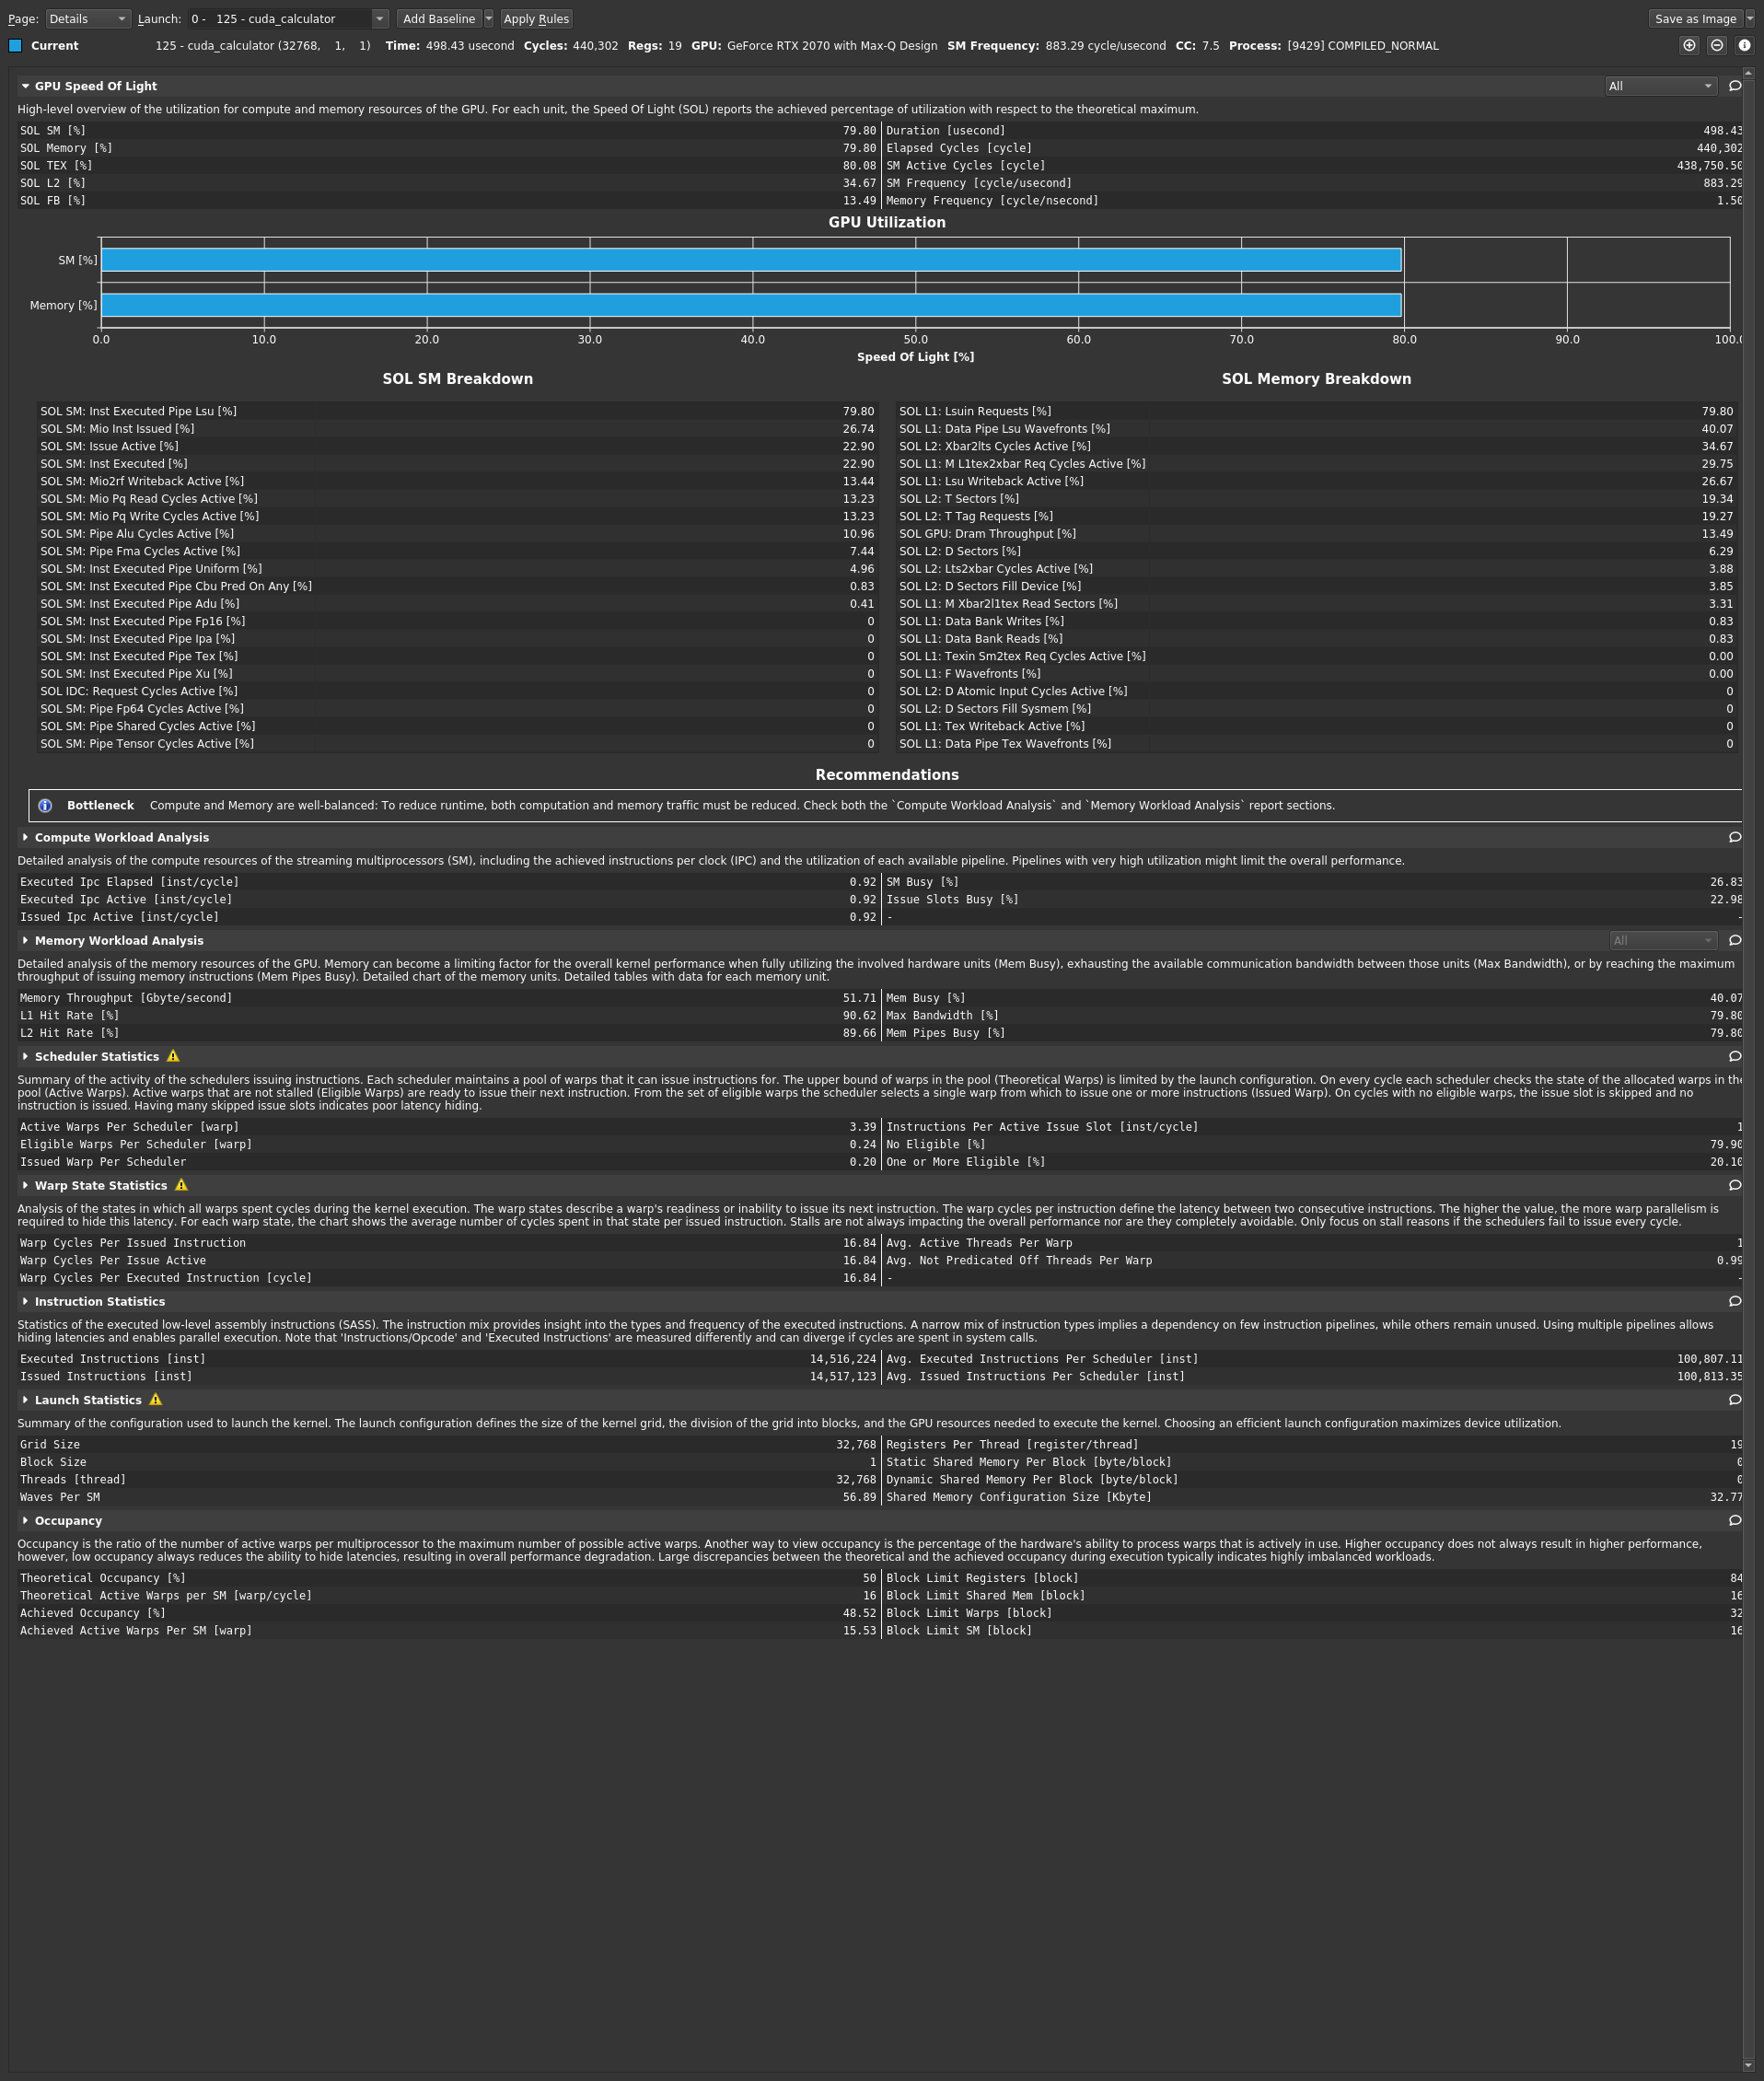 Page: Details Launch: 0 - 125 - cuda_calculator Add Baseline Apply Rules Save as Image
Current 125 - cuda_calculator (32768, 1, 1) Time: 498.43 usecond Cycles: 440,302 Regs: 19 GPU: GeForce RTX 2070 with Max-Q Design SM Frequency: 883.29 cycle/usecond CC: 7.5 Process: [9429] COMPILED_NORMAL
GPU Speed Of Light All
High-level overview of the utilization for compute and memory resources of the GPU. For each unit, the Speed Of Light (SOL) reports the achieved percentage of utilization with respect to the theoretical maximum.
SOL SM [%] 79.80 Duration [usecond] 498.43
SOL Memory [%] 79.80 Elapsed Cycles [cycle] 440,302
SOL TEX [%] 80.08 SM Active Cycles [cycle] 438,750.50
SOL L2 [%] 34.67 SM Frequency [cycle/usecond] 883.29
SOL FB [%] 13.49 Memory Frequency [cycle/nsecond] 1.50
GPU Utilization
SM [%]
Memory [%]
0.0 10.0 20.0 30.0 40.0 50.0 60.0 70.0 80.0 90.0 100.0
Speed Of Light [%]
SOL SM Breakdown SOL Memory Breakdown
SOL SM: Inst Executed Pipe Lsu [%] 79.80 SOL L1: Lsuin Requests [%] 79.80
SOL SM: Mio Inst Issued [%] 26.74 SOL L1: Data Pipe Lsu Wavefronts [%] 40.07
SOL SM: Issue Active [%] 22.90 SOL L2: Xbar2lts Cycles Active [%] 34.67
SOL SM: Inst Executed [%] 22.90 SOL L1: M L1tex2xbar Req Cycles Active [%] 29.75
SOL SM: Mio2rf Writeback Active [%] 13.44 SOL L1: Lsu Writeback Active [%] 26.67
SOL SM: Mio Pq Read Cycles Active [%] 13.23 SOL L2: T Sectors [%] 19.34
SOL SM: Mio Pq Write Cycles Active [%] 13.23 SOL L2: T Tag Requests [%] 19.27
SOL SM: Pipe Alu Cycles Active [%] 10.96 SOL GPU: Dram Throughput [%] 13.49
SOL SM: Pipe Fma Cycles Active [%] 7.44 SOL L2: D Sectors [%] 6.29
SOL SM: Inst Executed Pipe Uniform [%] 4.96 SOL L2: Lts2xbar Cycles Active [%] 3.88
SOL SM: Inst Executed Pipe Cbu Pred On Any [%] 0.83 SOL L2: D Sectors Fill Device [%] 3.85
SOL SM: Inst Executed Pipe Adu [%] 0.41 SOL L1: M Xbar2l1tex Read Sectors [%] 3.31
SOL SM: Inst Executed Pipe Fp16 [%] 0 SOL L1: Data Bank Writes [%] 0.83
SOL SM: Inst Executed Pipe Ipa [%] 0 SOL L1: Data Bank Reads [%] 0.83
SOL SM: Inst Executed Pipe Tex [%] 0 SOL L1: Texin Sm2tex Req Cycles Active [%] 0.00
SOL SM: Inst Executed Pipe Xu [%] 0 SOL L1: F Wavefronts [%] 0.00
SOL IDC: Request Cycles Active [%] 0 SOL L2: D Atomic Input Cycles Active [%] 0
SOL SM: Pipe Fp64 Cycles Active [%] 0 SOL L2: D Sectors Fill Sysmem [%] 0
SOL SM: Pipe Shared Cycles Active [%] 0 SOL L1: Tex Writeback Active [%] 0
SOL SM: Pipe Tensor Cycles Active [%] 0 SOL L1: Data Pipe Tex Wavefronts [%] 0
Recommendations
Bottleneck Compute and Memory are well-balanced: To reduce runtime, both computation and memory traffic must be reduced. Check both the `Compute Workload Analysis` and `Memory Workload Analysis` report sections.
Compute Workload Analysis
Detailed analysis of the compute resources of the streaming multiprocessors (SM), including the achieved instructions per clock (IPC) and the utilization of each available pipeline. Pipelines with very high utilization might limit the overall performance.
Executed Ipc Elapsed [inst/cycle] 0.92 SM Busy [%] 26.83
Executed Ipc Active [inst/cycle] 0.92 Issue Slots Busy [%] 22.98
Issued Ipc Active [inst/cycle] 0.92 - -
Memory Workload Analysis All
Detailed analysis of the memory resources of the GPU. Memory can become a limiting factor for the overall kernel performance when fully utilizing the involved hardware units (Mem Busy), exhausting the available communication bandwidth between those units (Max Bandwidth), or by reaching the maximum
throughput of issuing memory instructions (Mem Pipes Busy). Detailed chart of the memory units. Detailed tables with data for each memory unit.
Memory Throughput [Gbyte/second] 51.71 Mem Busy [%] 40.07
L1 Hit Rate [%] 90.62 Max Bandwidth [%] 79.80
L2 Hit Rate [%] 89.66 Mem Pipes Busy [%] 79.80
Scheduler Statistics
Summary of the activity of the schedulers issuing instructions. Each scheduler maintains a pool of warps that it can issue instructions for. The upper bound of warps in the pool (Theoretical Warps) is limited by the launch configuration. On every cycle each scheduler checks the state of the allocated warps in the
pool (Active Warps). Active warps that are not stalled (Eligible Warps) are ready to issue their next instruction. From the set of eligible warps the scheduler selects a single warp from which to issue one or more instructions (Issued Warp). On cycles with no eligible warps, the issue slot is skipped and no
instruction is issued. Having many skipped issue slots indicates poor latency hiding.
Active Warps Per Scheduler [warp] 3.39 Instructions Per Active Issue Slot [inst/cycle] 1
Eligible Warps Per Scheduler [warp] 0.24 No Eligible [%] 79.90
Issued Warp Per Scheduler 0.20 One or More Eligible [%] 20.10
Warp State Statistics
Analysis of the states in which all warps spent cycles during the kernel execution. The warp states describe a warp's readiness or inability to issue its next instruction. The warp cycles per instruction define the latency between two consecutive instructions. The higher the value, the more warp parallelism is
required to hide this latency. For each warp state, the chart shows the average number of cycles spent in that state per issued instruction. Stalls are not always impacting the overall performance nor are they completely avoidable. Only focus on stall reasons if the schedulers fail to issue every cycle.
Warp Cycles Per Issued Instruction 16.84 Avg. Active Threads Per Warp 1
Warp Cycles Per Issue Active 16.84 Avg. Not Predicated Off Threads Per Warp 0.99
Warp Cycles Per Executed Instruction [cycle] 16.84 - -
Instruction Statistics
Statistics of the executed low-level assembly instructions (SASS). The instruction mix provides insight into the types and frequency of the executed instructions. A narrow mix of instruction types implies a dependency on few instruction pipelines, while others remain unused. Using multiple pipelines allows
hiding latencies and enables parallel execution. Note that 'Instructions/Opcode' and 'Executed Instructions' are measured differently and can diverge if cycles are spent in system calls.
Executed Instructions [inst] 14,516,224 Avg. Executed Instructions Per Scheduler [inst] 100,807.11
Issued Instructions [inst] 14,517,123 Avg. Issued Instructions Per Scheduler [inst] 100,813.35
Launch Statistics
Summary of the configuration used to launch the kernel. The launch configuration defines the size of the kernel grid, the division of the grid into blocks, and the GPU resources needed to execute the kernel. Choosing an efficient launch configuration maximizes device utilization.
Grid Size 32,768 Registers Per Thread [register/thread] 19
Block Size 1 Static Shared Memory Per Block [byte/block] 0
Threads [thread] 32,768 Dynamic Shared Memory Per Block [byte/block] 0
Waves Per SM 56.89 Shared Memory Configuration Size [Kbyte] 32.77
Occupancy
Occupancy is the ratio of the number of active warps per multiprocessor to the maximum number of possible active warps. Another way to view occupancy is the percentage of the hardware's ability to process warps that is actively in use. Higher occupancy does not always result in higher performance,
however, low occupancy always reduces the ability to hide latencies, resulting in overall performance degradation. Large discrepancies between the theoretical and the achieved occupancy during execution typically indicates highly imbalanced workloads.
Theoretical Occupancy [%] 50 Block Limit Registers [block] 84
Theoretical Active Warps per SM [warp/cycle] 16 Block Limit Shared Mem [block] 16
Achieved Occupancy [%] 48.52 Block Limit Warps [block] 32
Achieved Active Warps Per SM [warp] 15.53 Block Limit SM [block] 16